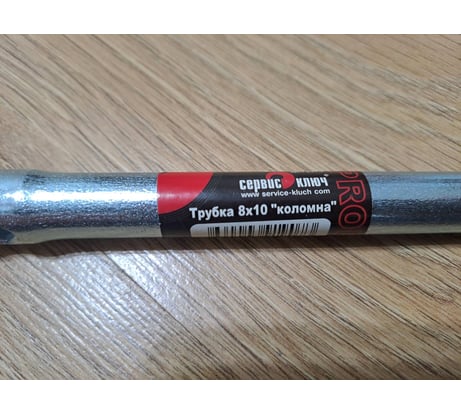 сервис ключ
www.service-kluch.com
Трубка 8х10 "коломна"
PRO